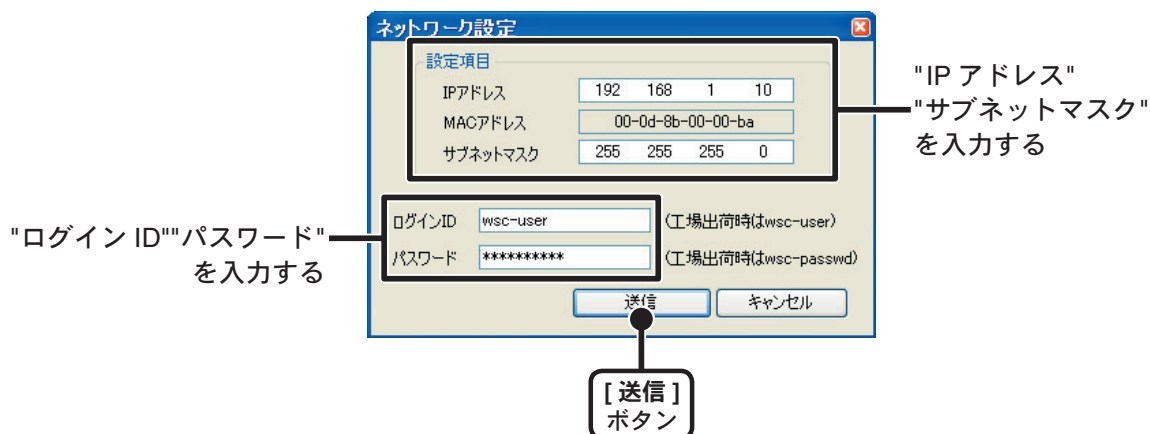 ネットワーク設定
設定項目
IPアドレス 192 168 1 10
MACアドレス 00-0d-8b-00-00-ba
サブネットマスク 255 255 255 0
"IP アドレス"
"サブネットマスク"
を入力する
"ログイン ID""パスワード"
を入力する
ログインID wsc-user (工場出荷時はwsc-user)
パスワード ********** (工場出荷時はwsc-passwd)
送信 キャンセル
[ 送信 ]
ボタン